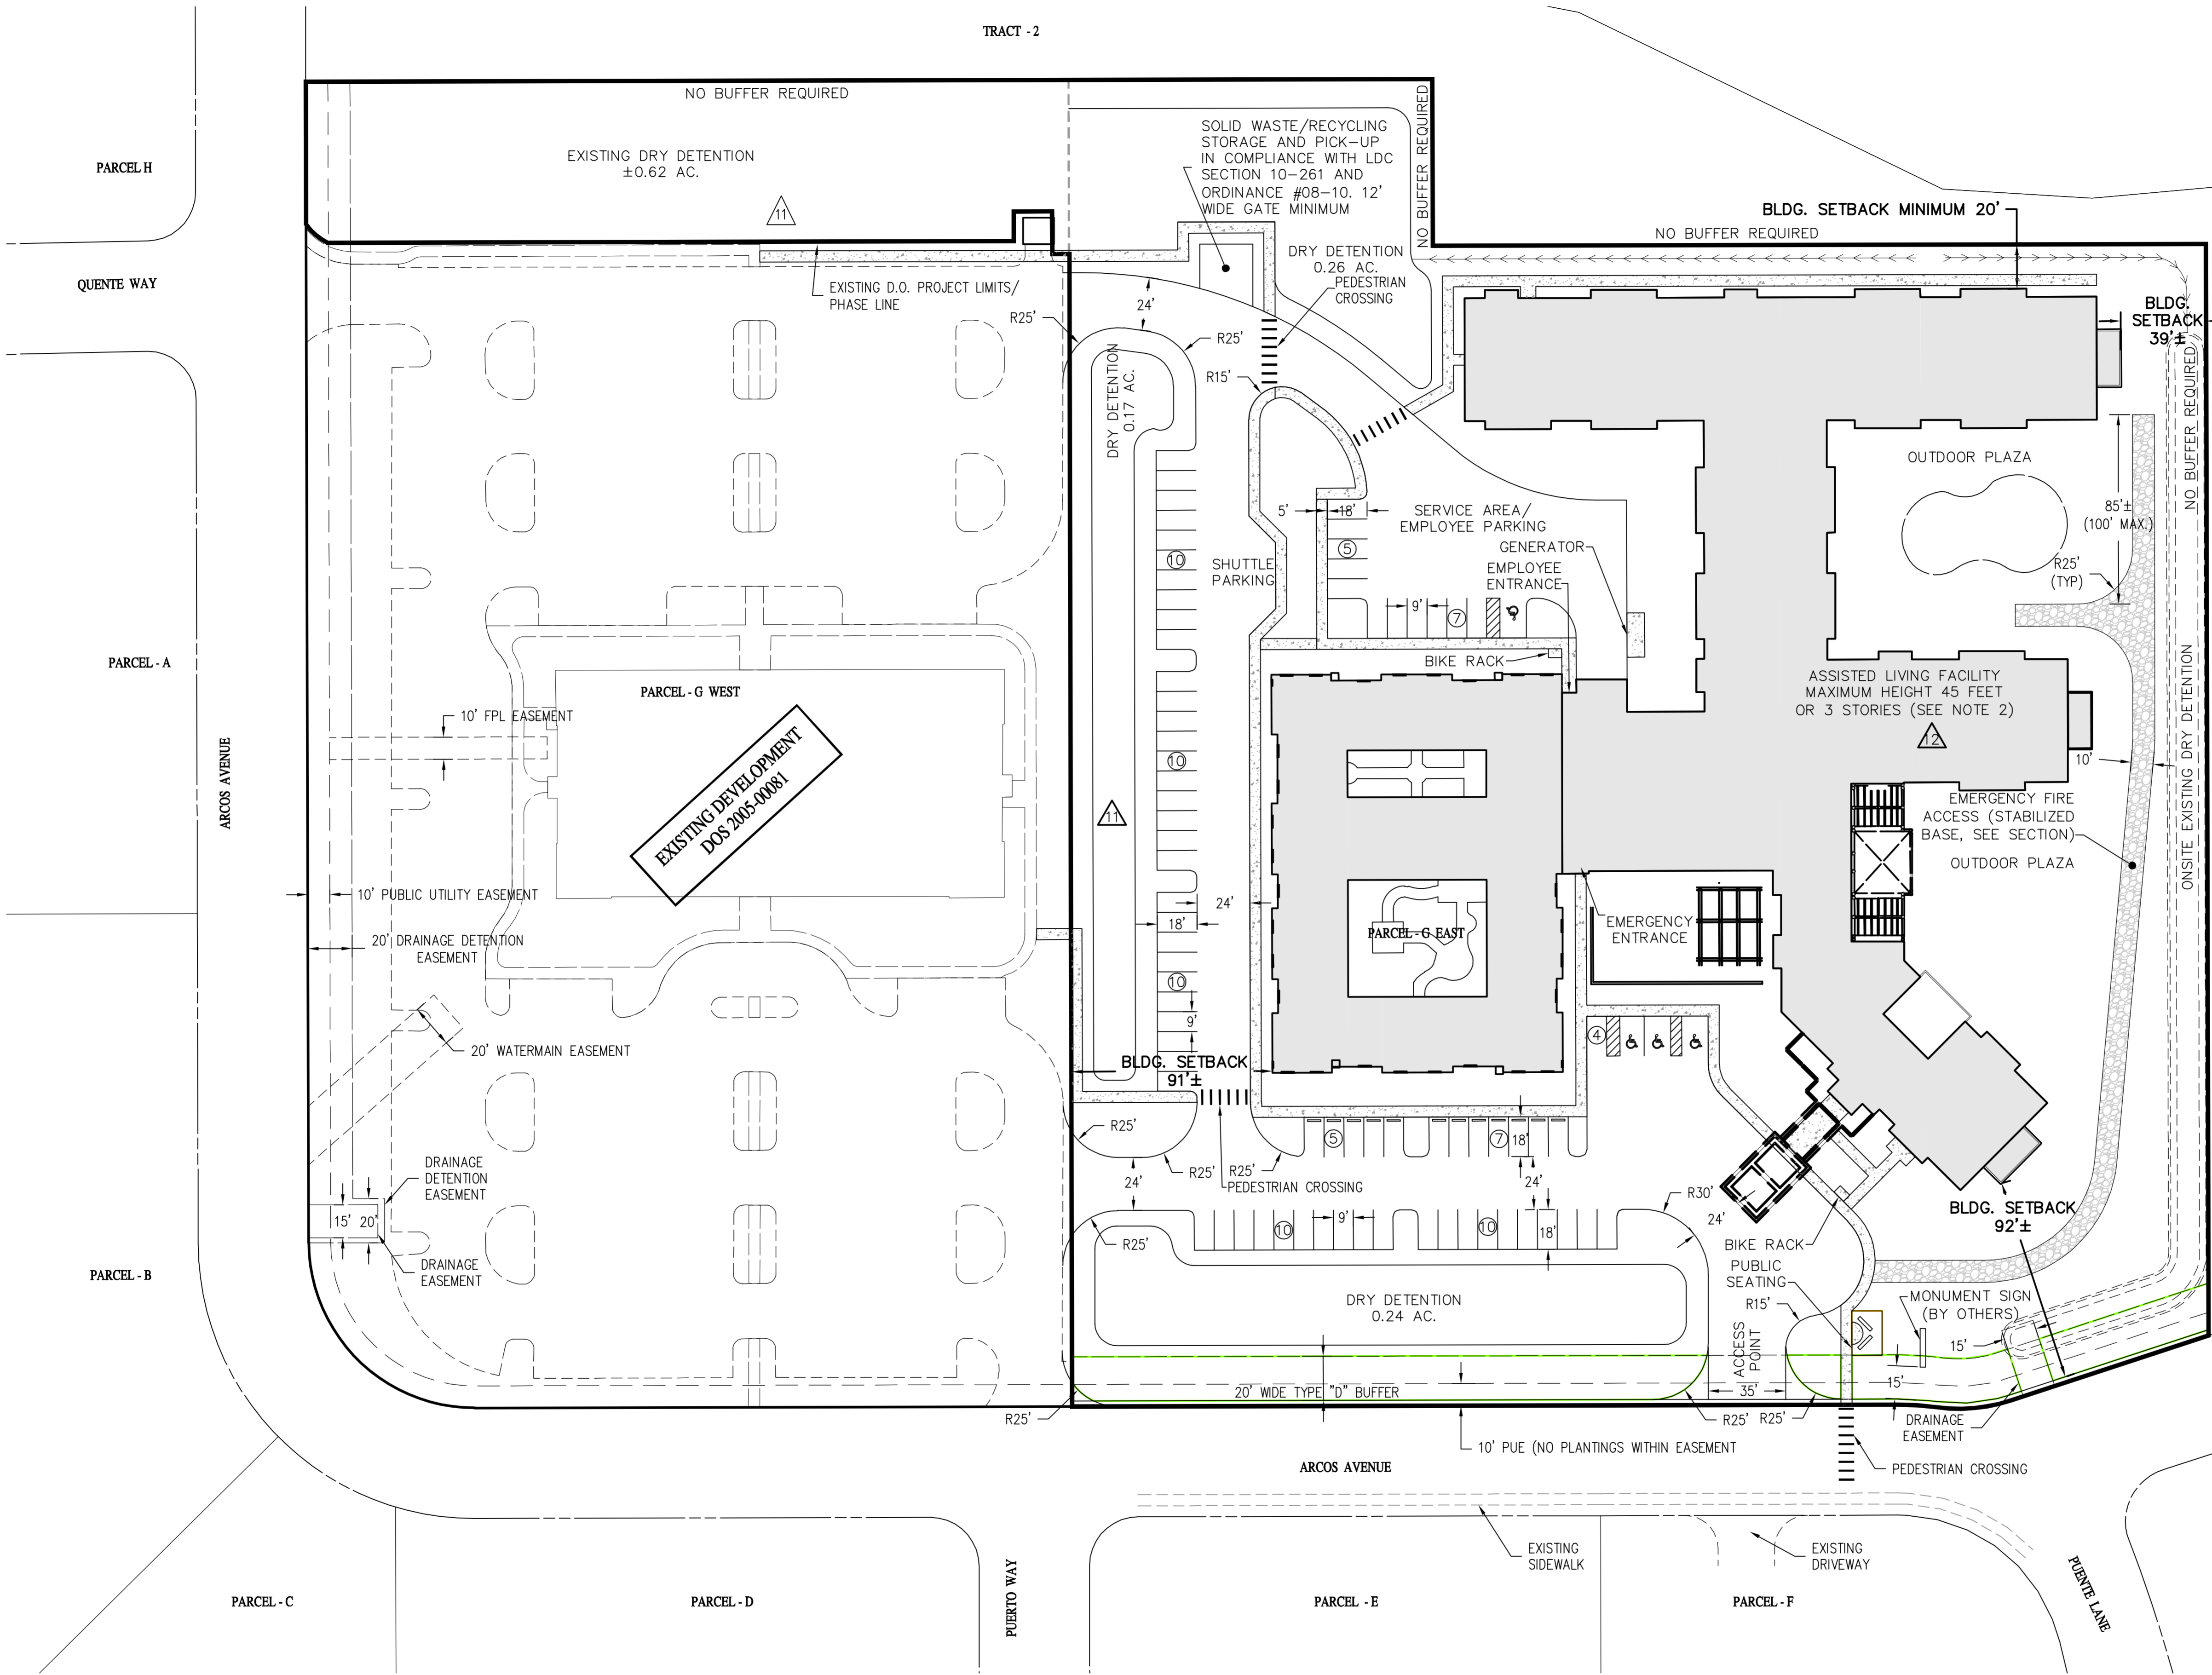 TRACT - 2
NO BUFFER REQUIRED
EXISTING DRY DETENTION
±0.62 AC.
11
PARCEL H
QUENTE WAY
SOLID WASTE/RECYCLING
STORAGE AND PICK-UP
IN COMPLIANCE WITH LDC
SECTION 10-261 AND
ORDINANCE #08-10. 12'
WIDE GATE MINIMUM
NO BUFFER REQUIRED
BLDG. SETBACK MINIMUM 20'
NO BUFFER REQUIRED
DRY DETENTION
0.26 AC.
PEDESTRIAN
CROSSING
EXISTING D.O. PROJECT LIMITS/
PHASE LINE
24'
R25'
R25'
R15'
BLDG.
SETBACK
39'±
NO BUFFER REQUIRED
DRY DETENTION
0.17 AC.
OUTDOOR PLAZA
85'±
(100' MAX.)
R25'
(TYP)
5'
18'
SERVICE AREA/
EMPLOYEE PARKING
5
GENERATOR
10
SHUTTLE
PARKING
EMPLOYEE
ENTRANCE
9'
7
BIKE RACK
PARCEL - A
PARCEL - G WEST
ASSISTED LIVING FACILITY
MAXIMUM HEIGHT 45 FEET
OR 3 STORIES (SEE NOTE 2)
12
10' FPL EASEMENT
ARCOS AVENUE
EXISTING DEVELOPMENT
DOS 2005-00081
10
11
10'
EMERGENCY FIRE
ACCESS (STABILIZED
BASE, SEE SECTION)
OUTDOOR PLAZA
ONSITE EXISTING DRY DETENTION
10' PUBLIC UTILITY EASEMENT
24'
18'
PARCEL - G EAST
EMERGENCY
ENTRANCE
20' DRAINAGE DETENTION
EASEMENT
10
9'
4
20' WATERMAIN EASEMENT
BLDG. SETBACK
91'±
R25'
5
7
18'
R25'
R25'
PEDESTRIAN CROSSING
24'
24'
DRAINAGE
DETENTION
EASEMENT
15'
20'
R30'
24'
BLDG. SETBACK
92'±
10
9'
10
18'
R25'
BIKE RACK
DRAINAGE
EASEMENT
PARCEL - B
PUBLIC
SEATING
DRY DETENTION
0.24 AC.
R15'
MONUMENT SIGN
(BY OTHERS)
15'
ACCESS
POINT
15'
20' WIDE TYPE "D" BUFFER
35'
R25'
R25'
R25'
DRAINAGE
EASEMENT
10' PUE (NO PLANTINGS WITHIN EASEMENT
ARCOS AVENUE
PEDESTRIAN CROSSING
EXISTING
SIDEWALK
EXISTING
DRIVEWAY
PARCEL - C
PARCEL - D
PUERTO WAY
PARCEL - E
PARCEL - F
PUENTE LANE